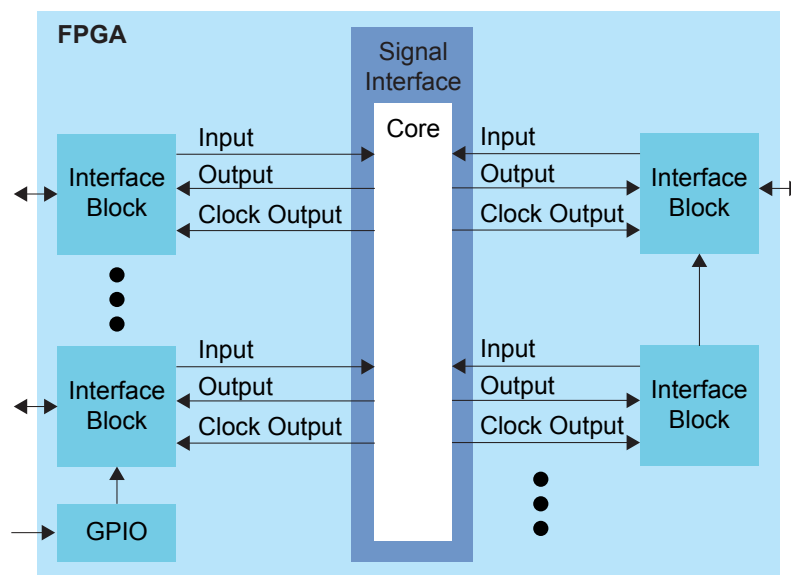 FPGA
Signal
Interface
Core
Input
Output
Clock Output
Interface
Block
Input
Output
Clock Output
Interface
Block
Input
Output
Clock Output
Interface
Block
Input
Output
Clock Output
Interface
Block
GPIO